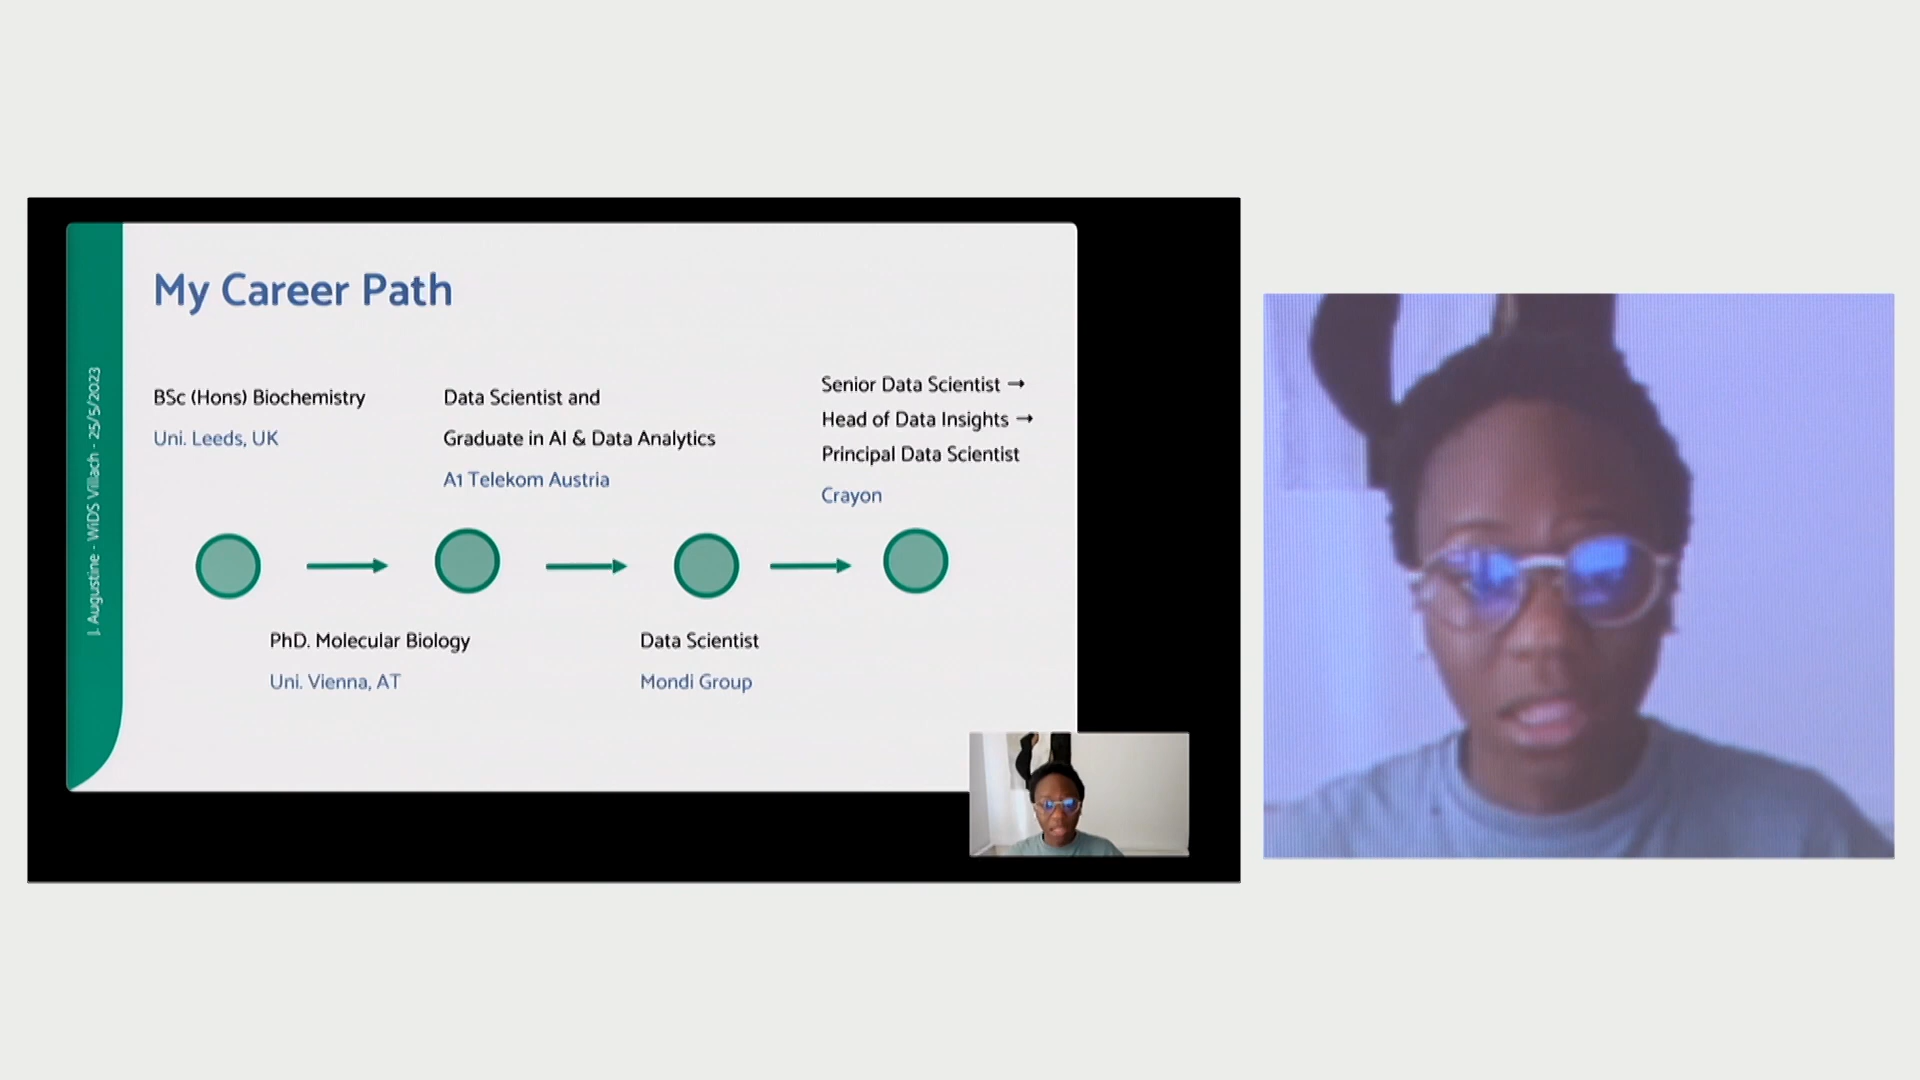 My Career Path
J. Augustine - WiDS Villach - 25/5/2023
BSc (Hons) Biochemistry
Uni. Leeds, UK
Data Scientist and
Graduate in AI & Data Analytics
A1 Telekom Austria
Senior Data Scientist →
Head of Data Insights →
Principal Data Scientist
Crayon
PhD. Molecular Biology
Uni. Vienna, AT
Data Scientist
Mondi Group